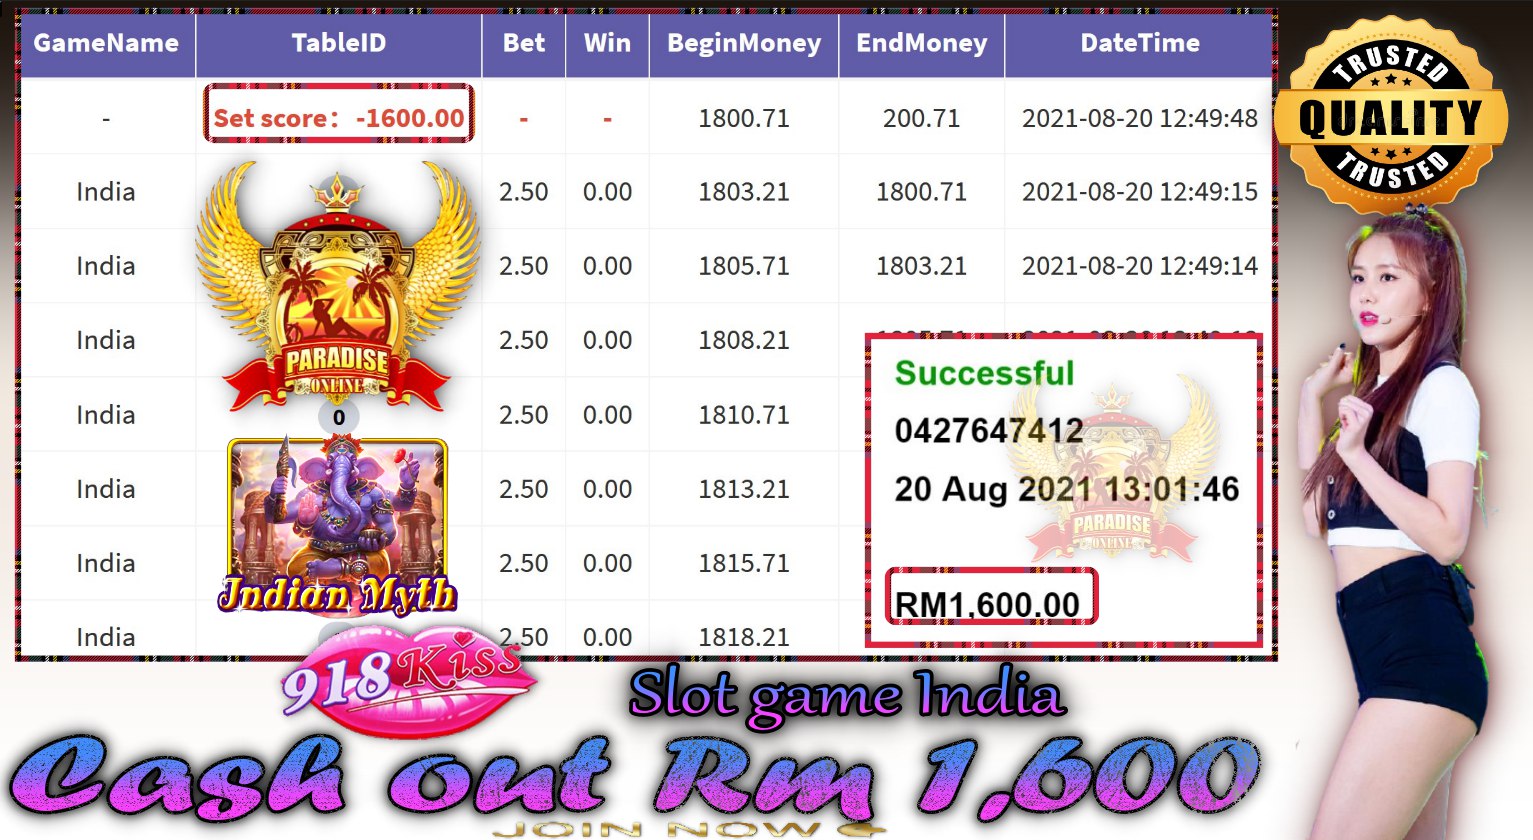 GameName TableID Bet Win BeginMoney EndMoney DateTime
- Set score: -1600.00 - - 1800.71 200.71 2021-08-20 12:49:48
India 2.50 0.00 1803.21 1800.71 2021-08-20 12:49:15
India 2.50 0.00 1805.71 1803.21 2021-08-20 12:49:14
India 2.50 0.00 1808.21
India 0 2.50 0.00 1810.71
India 2.50 0.00 1813.21
India 2.50 0.00 1815.71
India 2.50 0.00 1818.21
PARADISE
ONLINE
Indian Myth
Successful
0427647412
20 Aug 2021 13:01:46
PARADISE
ONLINE
RM1,600.00
TRUSTED
QUALITY
TRUSTED
918Kiss
Slot game India
Cash out Rm 1,600
JOIN NOW